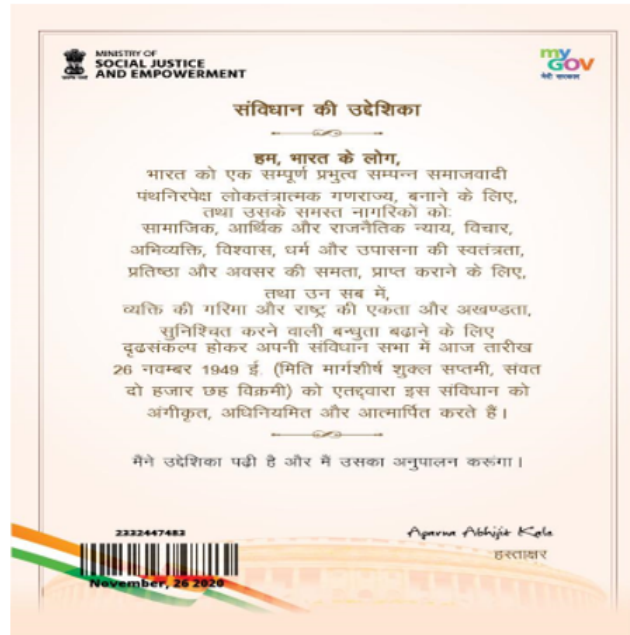 MINISTRY OF
SOCIAL JUSTICE
AND EMPOWERMENT
my
GOV
मेरी सरकार
संविधान की उद्देशिका
हम, भारत के लोग,
भारत को एक सम्पूर्ण प्रभुत्व सम्पन्न समाजवादी
पंथनिरपेक्ष लोकतंत्रात्मक गणराज्य, बनाने के लिए,
तथा उसके समस्त नागरिकों को:
सामाजिक, आर्थिक और राजनैतिक न्याय, विचार,
अभिव्यक्ति, विश्वास, धर्म और उपासना की स्वतंत्रता,
प्रतिष्ठा और अवसर की समता, प्राप्त कराने के लिए,
तथा उन सब में,
व्यक्ति की गरिमा और राष्ट्र की एकता और अखण्डता,
सुनिश्चित करने वाली बन्धुता बढ़ाने के लिए
दृढसंकल्प होकर अपनी संविधान सभा में आज तारीख
26 नवम्बर 1949 ई. (मिति मार्गशीर्ष शुक्ल सप्तमी, संवत
दो हजार छह विक्रमी) को एतद्द्वारा इस संविधान को
अंगीकृत, अधिनियमित और आत्मार्पित करते हैं।
मैंने उद्देशिका पढी है और मैं उसका अनुपालन करूंगा।
2232447482
Aparna Abhijit Kale
हस्ताक्षर
November, 26 2020